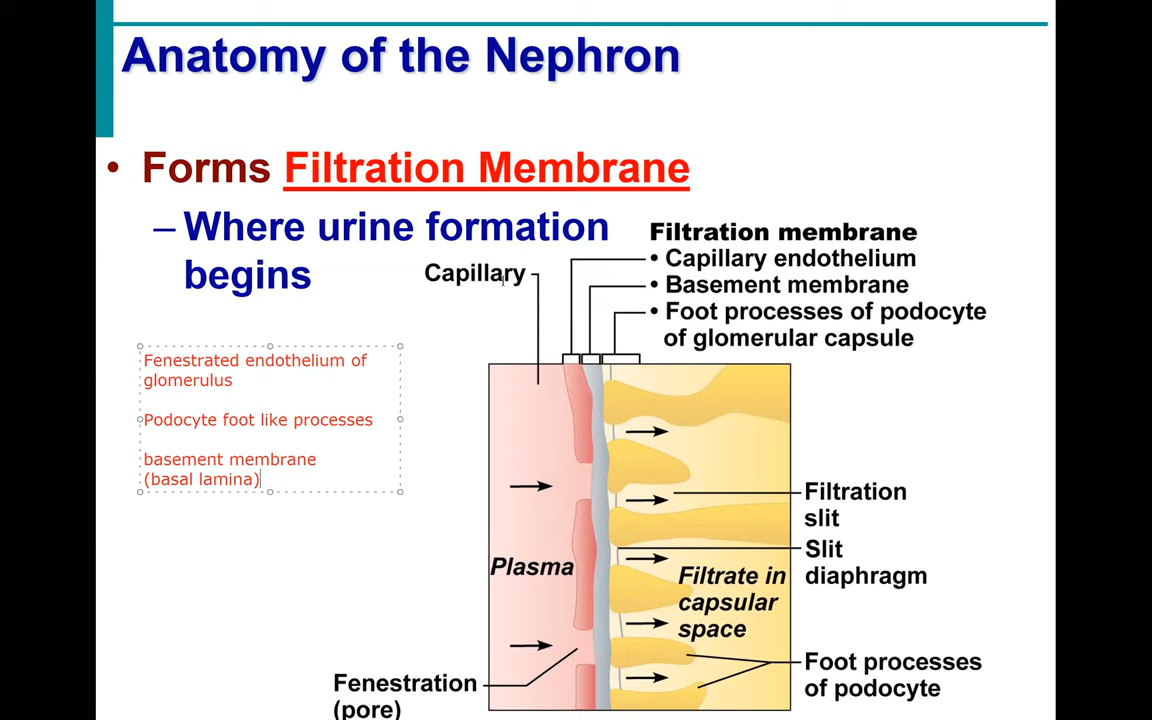 Anatomy of the Nephron
• Forms Filtration Membrane
– Where urine formation
begins
Fenestrated endothelium of
glomerulus
Podocyte foot like processes
basement membrane
(basal lamina)
Filtration membrane
• Capillary endothelium
• Basement membrane
• Foot processes of podocyte
of glomerular capsule
Capillary
Plasma
Filtrate in
capsular
space
Filtration
slit
Slit
diaphragm
Foot processes
of podocyte
Fenestration
(pore)